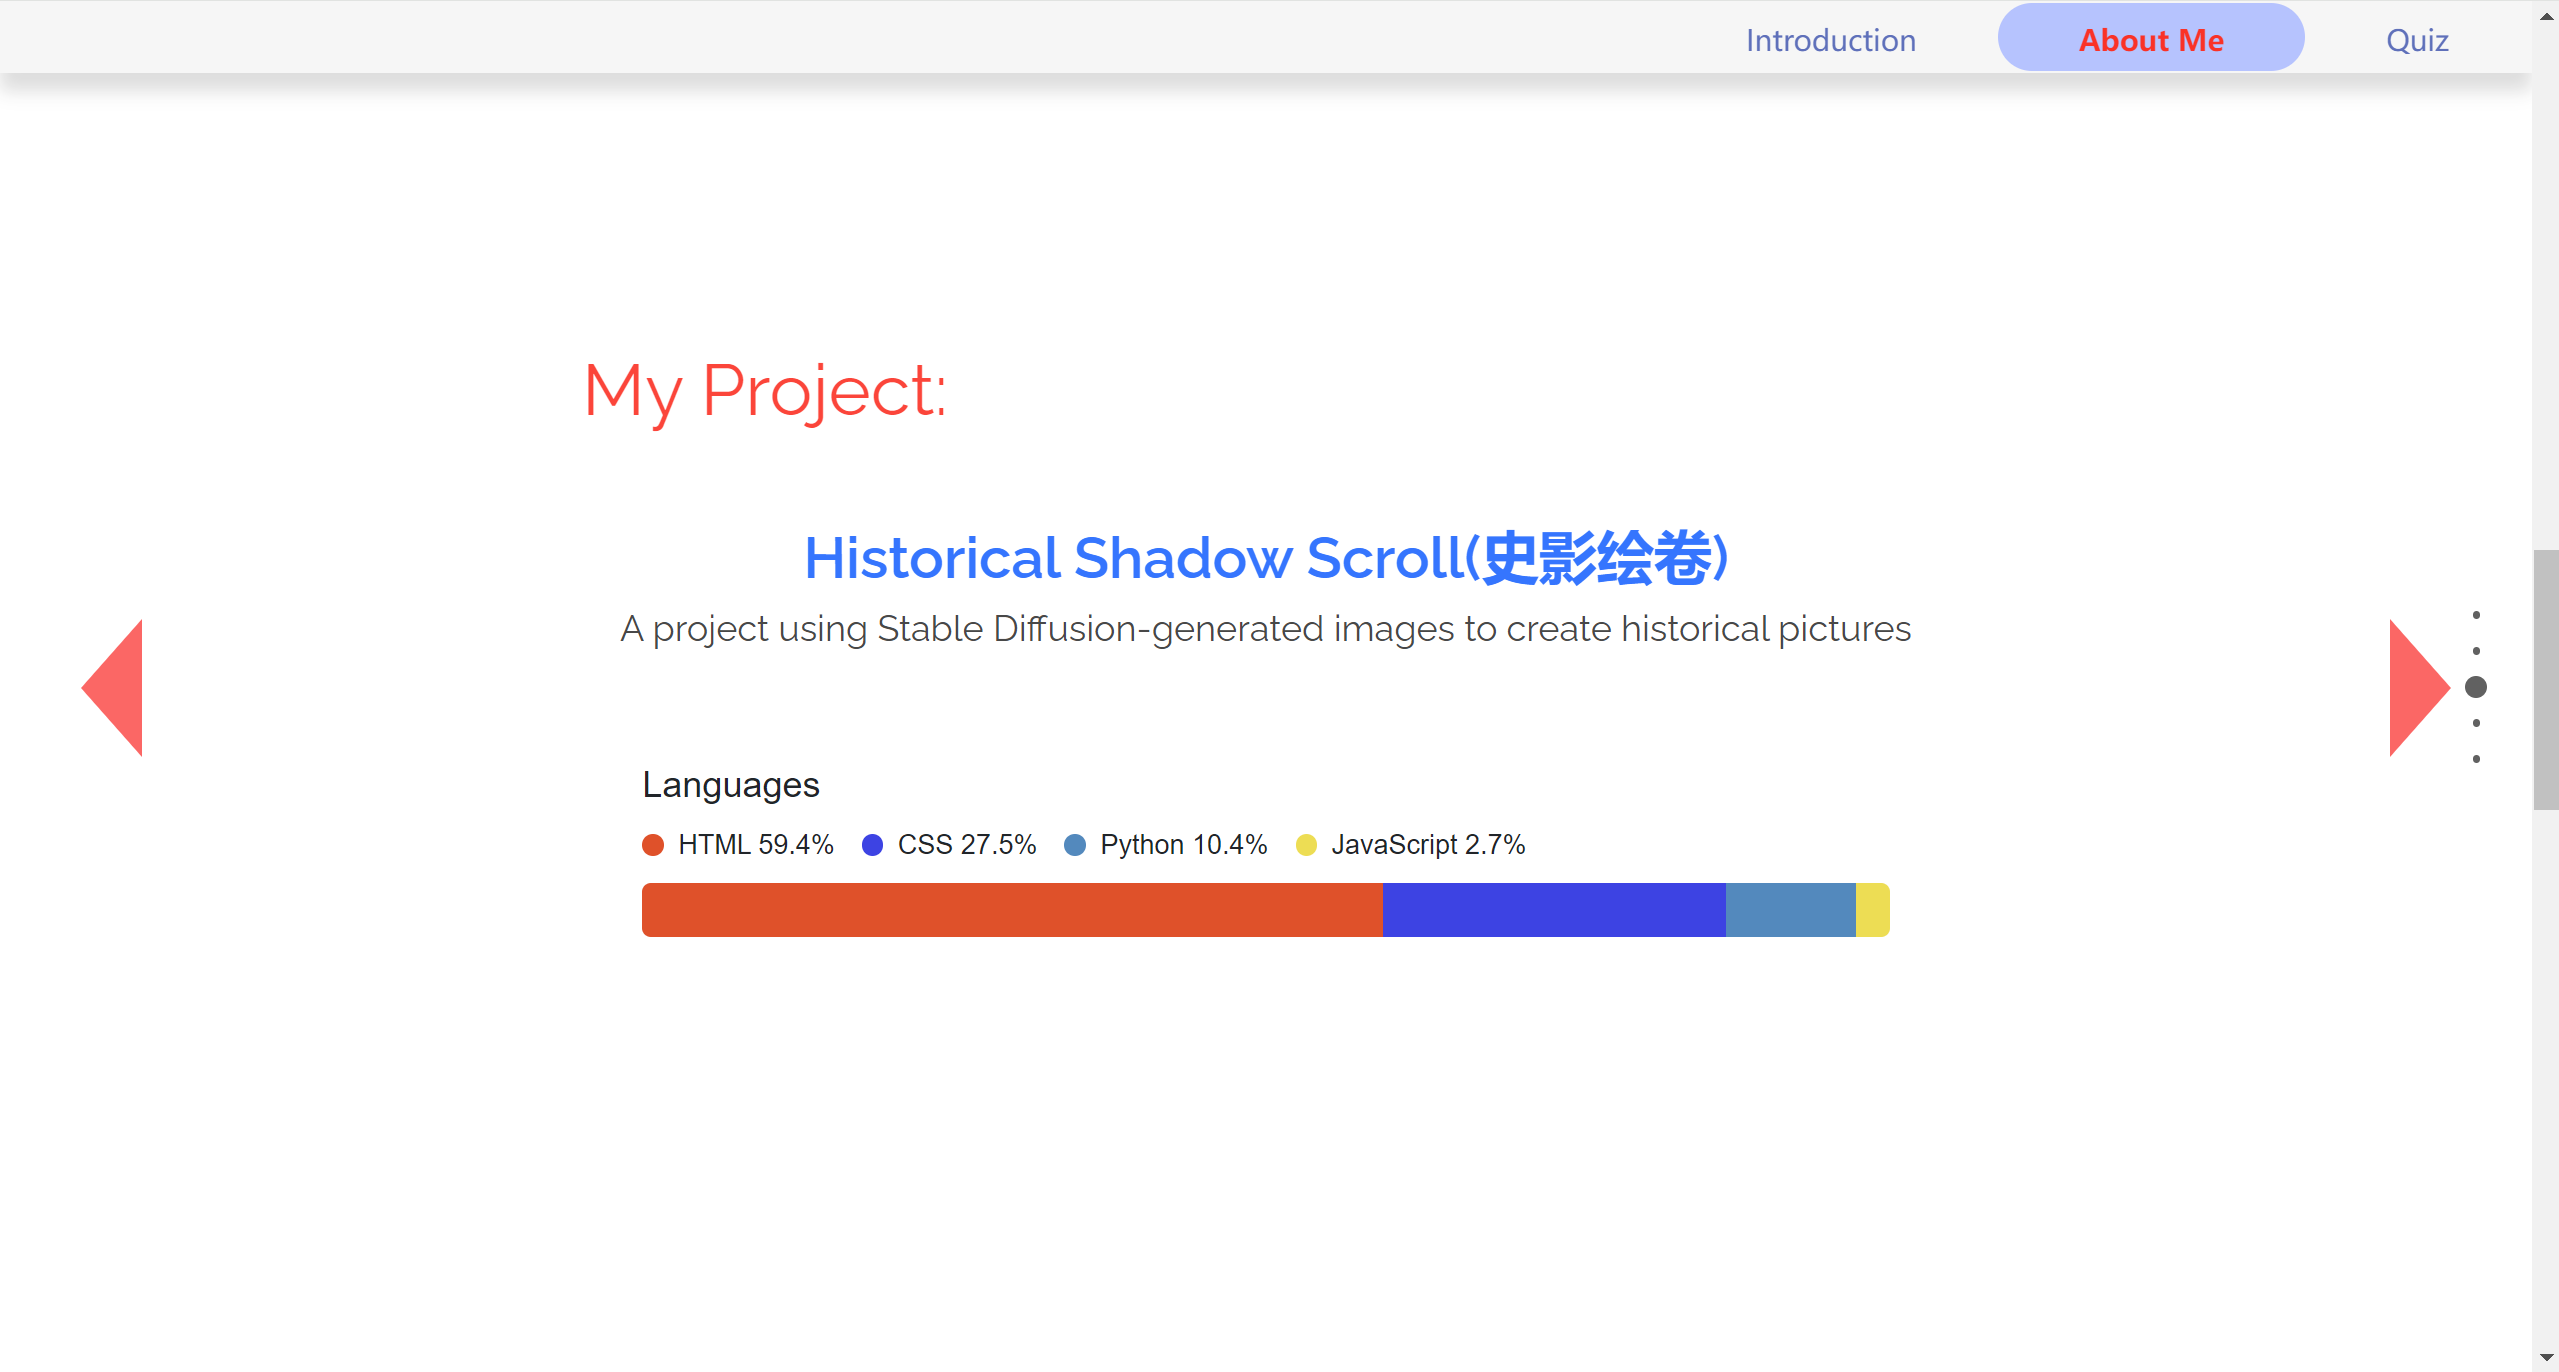 Introduction About Me Quiz
My Project:
Historical Shadow Scroll(史影绘卷)
A project using Stable Diffusion-generated images to create historical pictures
Languages
HTML 59.4% CSS 27.5% Python 10.4% JavaScript 2.7%